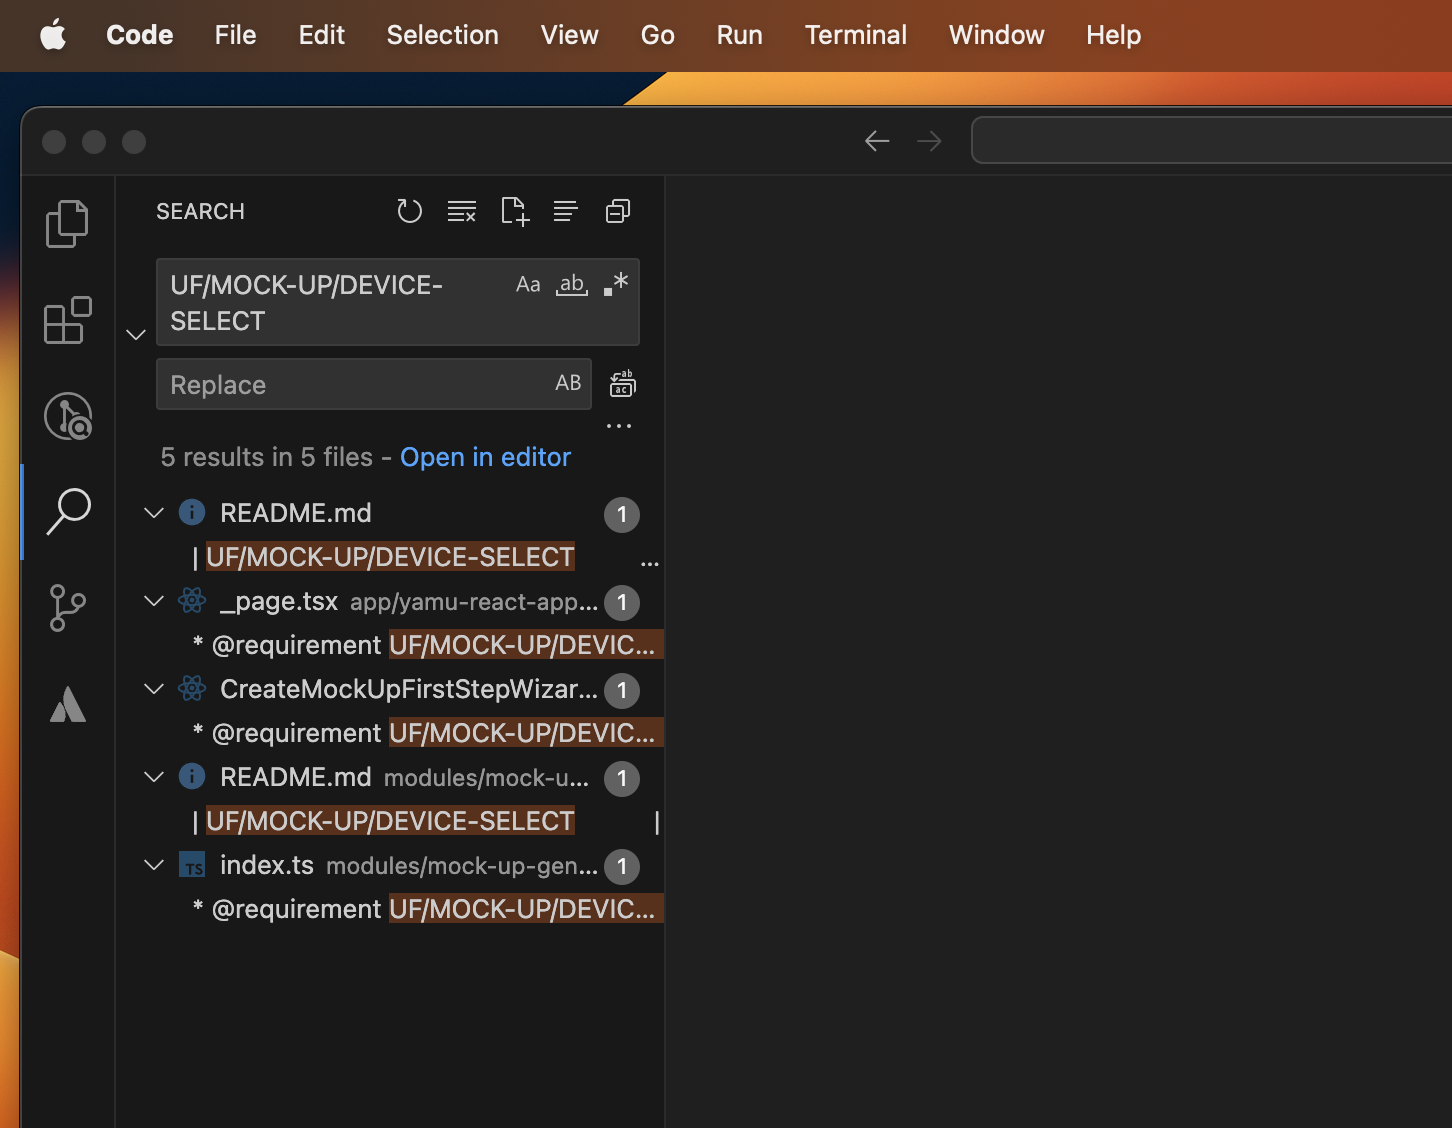 Code File Edit Selection View Go Run Terminal Window Help
SEARCH
UF/MOCK-UP/DEVICE-
SELECT
Aa ab .*
Replace AB
ab
ac
...
5 results in 5 files - Open in editor
README.md 1
| UF/MOCK-UP/DEVICE-SELECT ...
_page.tsx app/yamu-react-app... 1
* @requirement UF/MOCK-UP/DEVIC...
CreateMockUpFirstStepWizar... 1
* @requirement UF/MOCK-UP/DEVIC...
README.md modules/mock-u... 1
| UF/MOCK-UP/DEVICE-SELECT |
TS index.ts modules/mock-up-gen... 1
* @requirement UF/MOCK-UP/DEVIC...